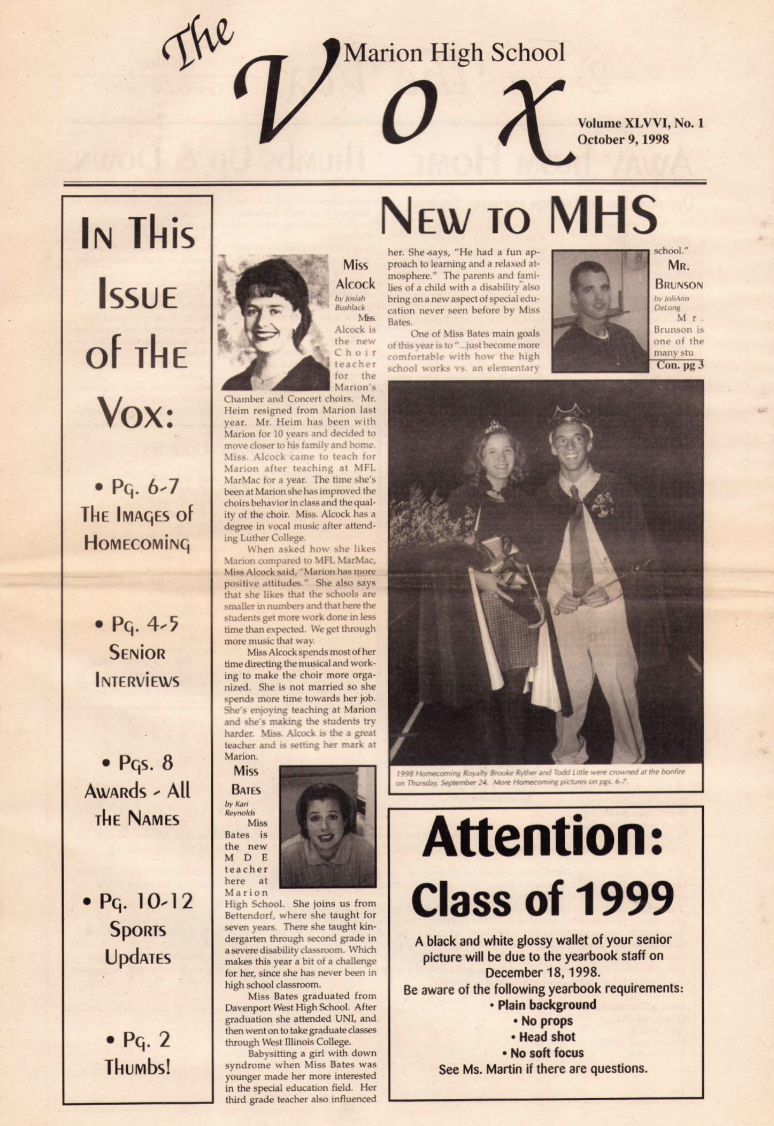 The
Marion High School
Vox
Volume XLVVI, No. 1
October 9, 1998
In This
Issue
of the
Vox:
• Pg. 6-7
The Images of
Homecoming
• Pg. 4-5
Senior
Interviews
• Pgs. 8
Awards - All
the Names
• Pg. 10-12
Sports
Updates
• Pg. 2
Thumbs!
New to MHS
Miss
Alcock
by Josiah
Bushlack
Miss.
Alcock is
the new
Choir
teacher
for the
Marion's
Chamber and Concert choirs. Mr.
Heim resigned from Marion last
year. Mr. Heim has been with
Marion for 10 years and decided to
move closer to his family and home.
Miss. Alcock came to teach for
Marion after teaching at MFL
MarMac for a year. The time she's
been at Marion she has improved the
choirs behavior in class and the qual-
ity of the choir. Miss. Alcock has a
degree in vocal music after attend-
ing Luther College.
When asked how she likes
Marion compared to MFL MarMac,
Miss Alcock said, "Marion has more
positive attitudes." She also says
that she likes that the schools are
smaller in numbers and that here the
students get more work done in less
time than expected. We get through
more music that way.
Miss Alcock spends most of her
time directing the musical and work-
ing to make the choir more orga-
nized. She is not married so she
spends more time towards her job.
She's enjoying teaching at Marion
and she's making the students try
harder. Miss. Alcock is the a great
teacher and is setting her mark at
Marion.
Miss
Bates
by Kari
Reynolds
Miss
Bates is
the new
M D E
teacher
here at
Marion
High School. She joins us from
Bettendorf, where she taught for
seven years. There she taught kin-
dergarten through second grade in
a severe disability classroom. Which
makes this year a bit of a challenge
for her, since she has never been in
high school classroom.
Miss Bates graduated from
Davenport West High School. After
graduation she attended UNI, and
then went on to take graduate classes
through West Illinois College.
Babysitting a girl with down
syndrome when Miss Bates was
younger made her more interested
in the special education field. Her
third grade teacher also influenced
her. She says, "He had a fun ap-
proach to learning and a relaxed at-
mosphere." The parents and fami-
lies of a child with a disability also
bring on a new aspect of special edu-
cation never seen before by Miss
Bates.
One of Miss Bates main goals
of this year is to "...just become more
comfortable with how the high
school works vs. an elementary
school."
Mr.
Brunson
by JoliAnn
DeLong
Mr.
Brunson is
one of the
many stu
Con. pg 3
1998 Homecoming Royalty Brooke Ryther and Todd Little were crowned at the bonfire
on Thursday, September 24. More Homecoming pictures on pgs. 6-7.
Attention:
Class of 1999
A black and white glossy wallet of your senior
picture will be due to the yearbook staff on
December 18, 1998.
Be aware of the following yearbook requirements:
• Plain background
• No props
• Head shot
• No soft focus
See Ms. Martin if there are questions.